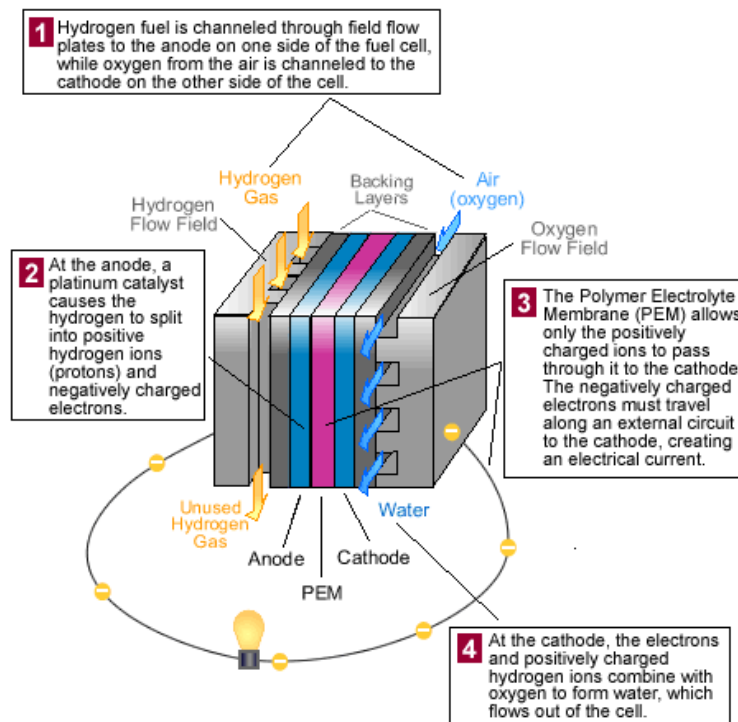 1 Hydrogen fuel is channeled through field flow
plates to the anode on one side of the fuel cell,
while oxygen from the air is channeled to the
cathode on the other side of the cell.
Hydrogen
Gas
Backing
Layers
Air
(oxygen)
Hydrogen
Flow Field
Oxygen
Flow Field
2 At the anode, a
platinum catalyst
causes the
hydrogen to split
into positive
hydrogen ions
(protons) and
negatively charged
electrons.
3 The Polymer Electrolyte
Membrane (PEM) allows
only the positively
charged ions to pass
through it to the cathode
The negatively charged
electrons must travel
along an external circuit
to the cathode, creating
an electrical current.
Unused
Hydrogen
Gas
Water
Anode
Cathode
PEM
4 At the cathode, the electrons
and positively charged
hydrogen ions combine with
oxygen to form water, which
flows out of the cell.